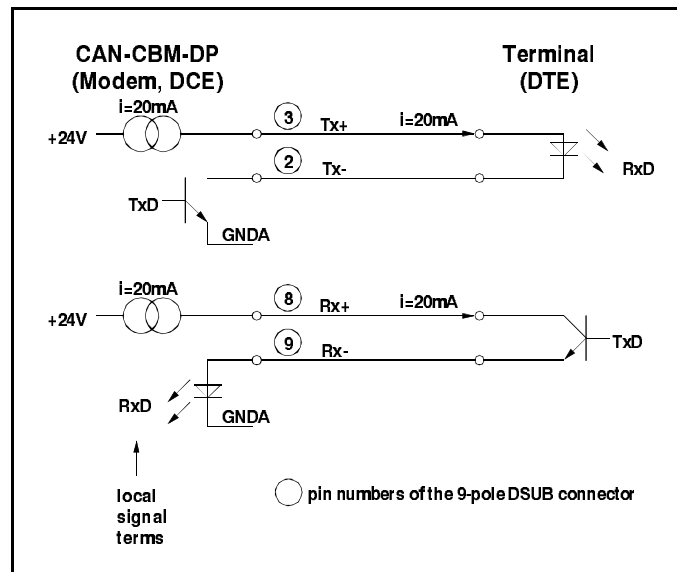 CAN-CBM-DP
(Modem, DCE)
Terminal
(DTE)
i=20mA
+24V
3
Tx+
i=20mA
2
Tx-
RxD
TxD
GNDA
i=20mA
+24V
8
Rx+
i=20mA
9
Rx-
TxD
RxD
GNDA
local
signal
terms
pin numbers of the 9-pole DSUB connector